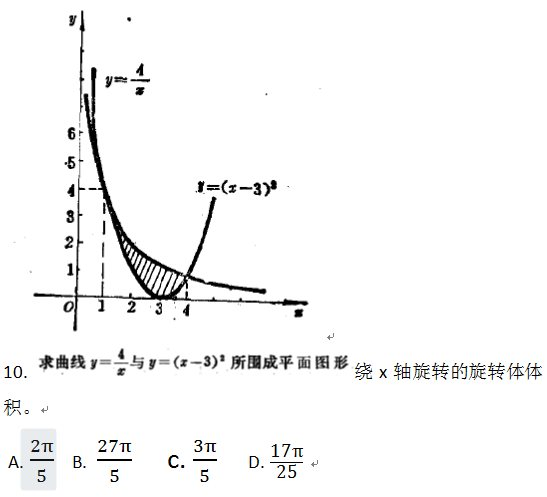 y
y=4/x
6
5
4
3
2
1
y=(x-3)²
O 1 2 3 4 x
10. 求曲线 y=4/x 与 y=(x-3)² 所围成平面图形 绕 x 轴旋转的旋转体体
积。
A. 2π/5 B. 27π/5 C. 3π/5 D. 17π/25